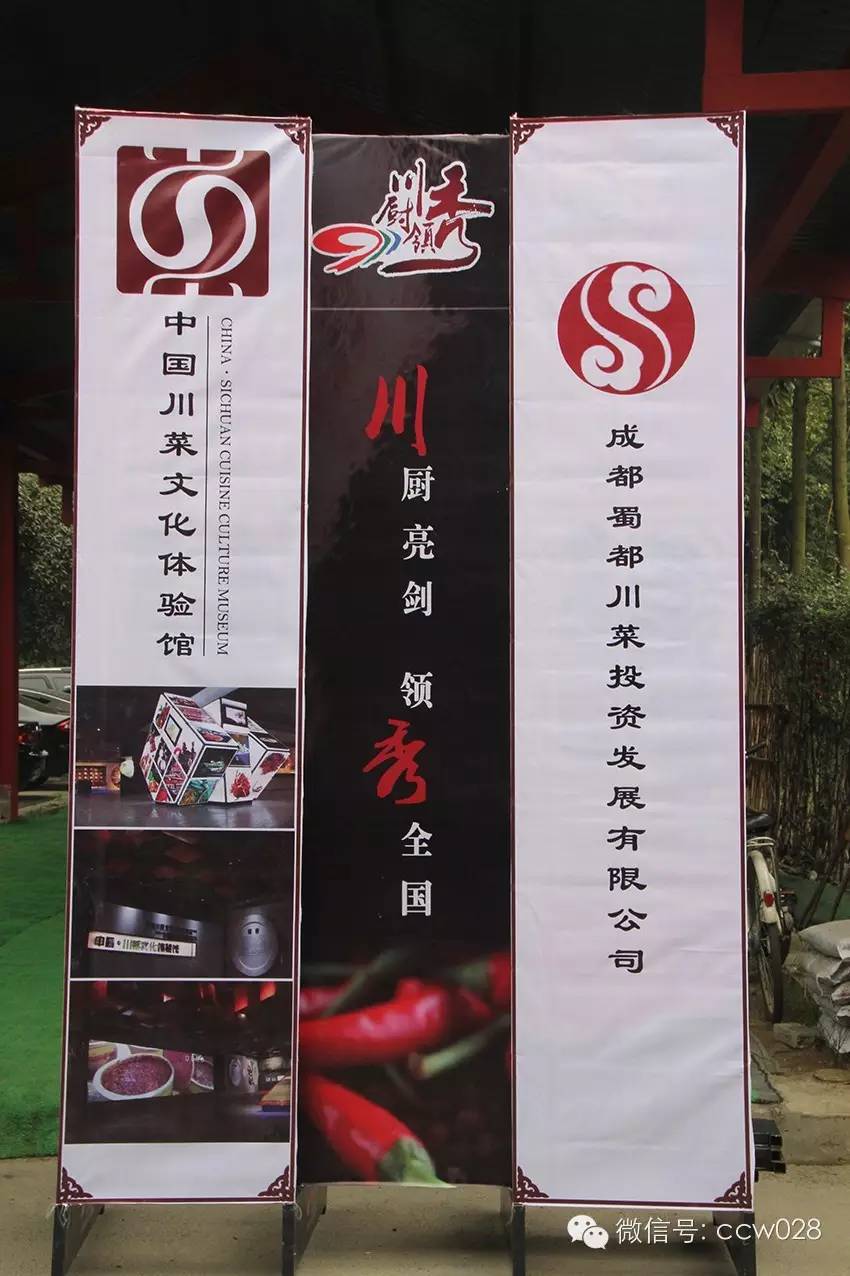 中国川菜文化体验馆
CHINA · SICHUAN CUISINE CULTURE MUSEUM
川厨領秀
川厨亮剑 领秀全国
成都蜀都川菜投资发展有限公司
微信号: ccw028